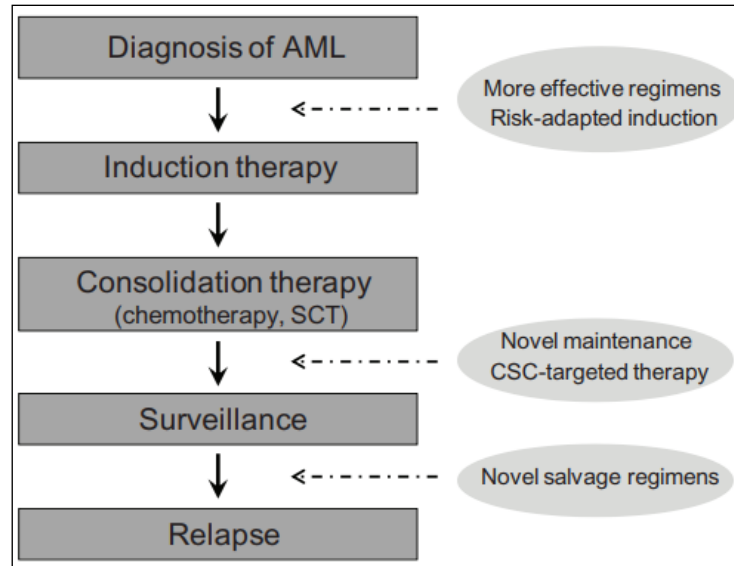 Diagnosis of AML
More effective regimens
Risk-adapted induction
Induction therapy
Consolidation therapy
(chemotherapy, SCT)
Novel maintenance
CSC-targeted therapy
Surveillance
Novel salvage regimens
Relapse